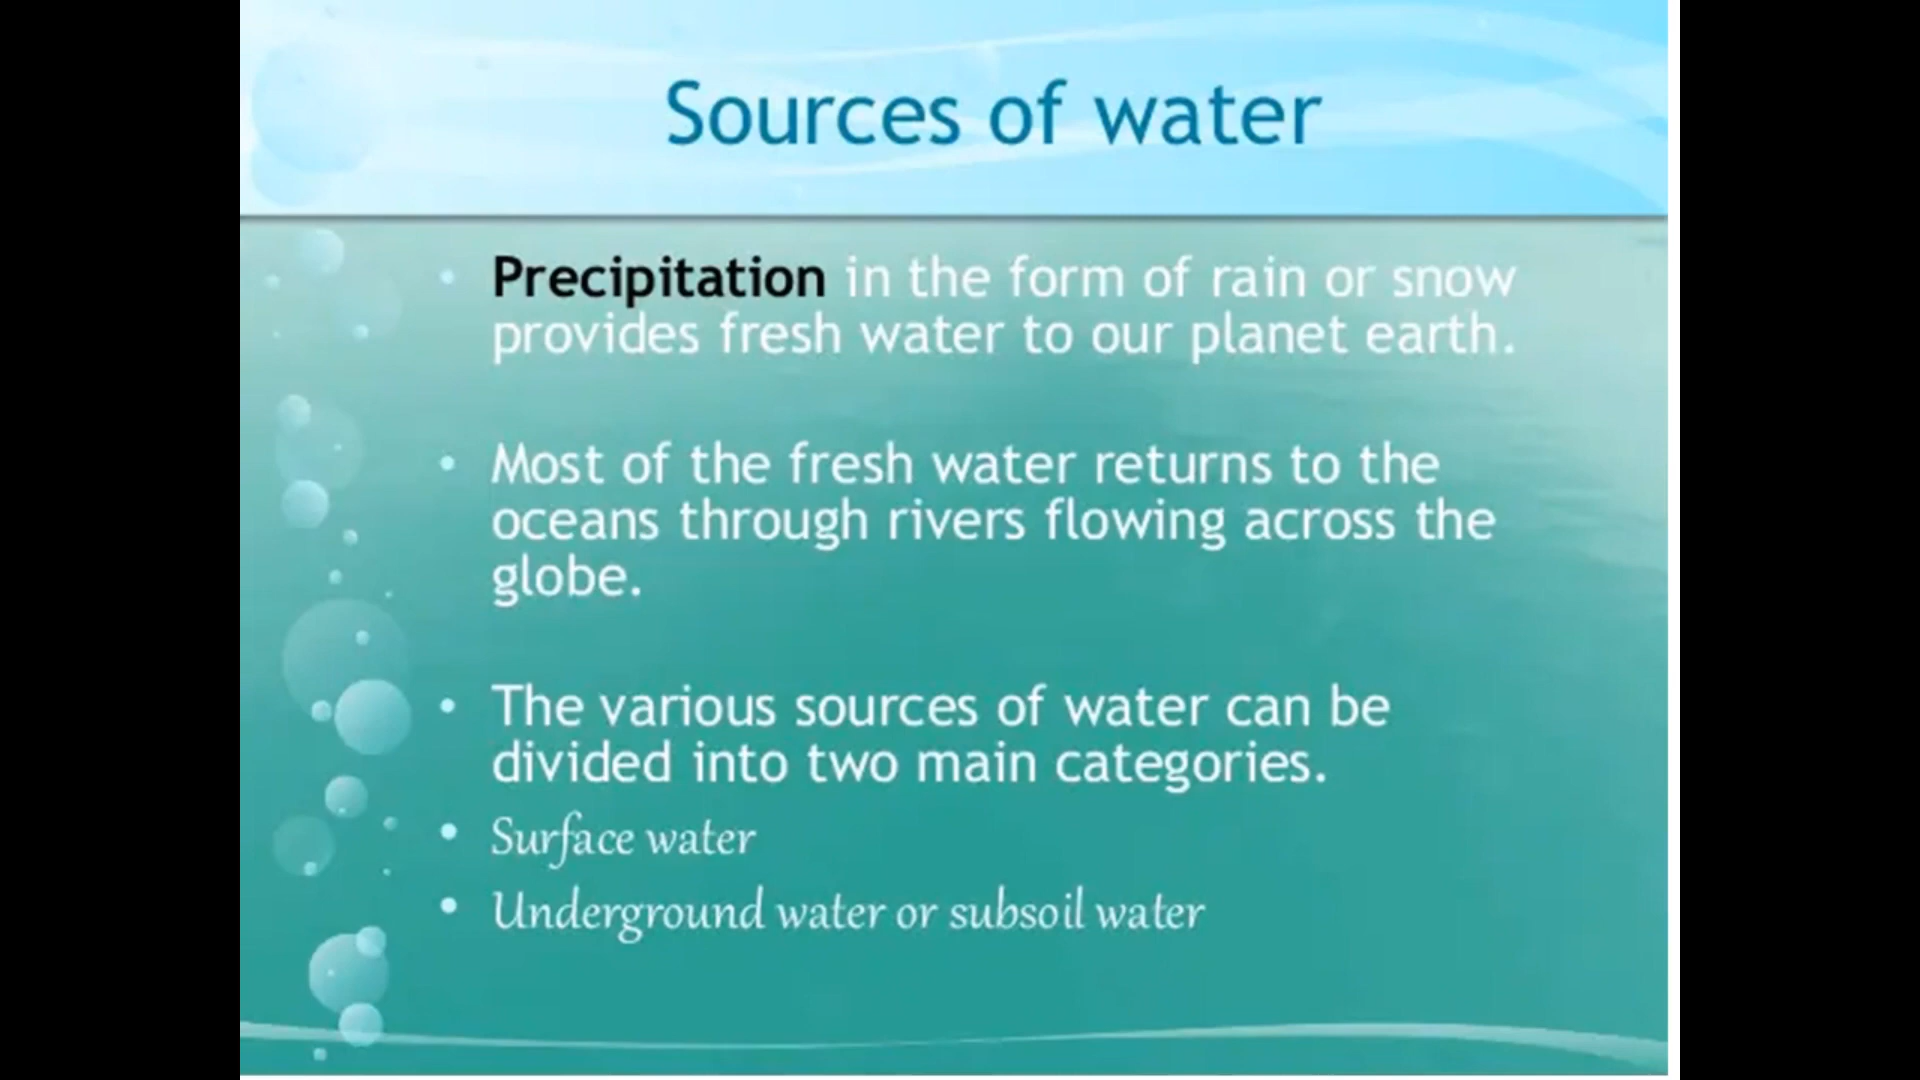 Sources of water
• Precipitation in the form of rain or snow
provides fresh water to our planet earth.
• Most of the fresh water returns to the
oceans through rivers flowing across the
globe.
• The various sources of water can be
divided into two main categories.
• Surface water
• Underground water or subsoil water